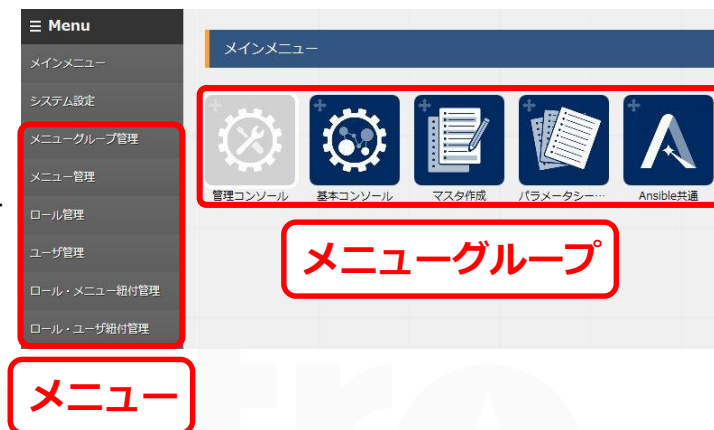 ☰ Menu
メインメニュー
システム設定
メニューグループ管理
メニュー管理
ロール管理
ユーザ管理
ロール・メニュー紐付管理
ロール・ユーザ紐付管理
メニュー
メインメニュー
管理コンソール
基本コンソール
マスタ作成
パラメータシー…
Ansible共通
メニューグループ